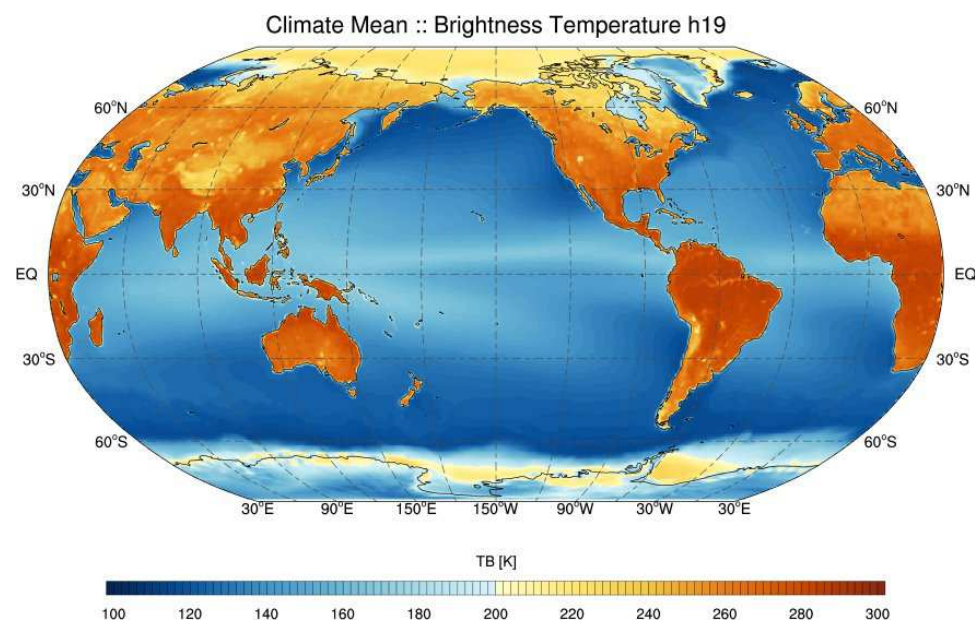 Climate Mean :: Brightness Temperature h19
60°N 60°N
30°N 30°N
EQ EQ
30°S 30°S
60°S 60°S
30°E 90°E 150°E 150°W 90°W 30°W 30°E
TB [K]
100 120 140 160 180 200 220 240 260 280 300